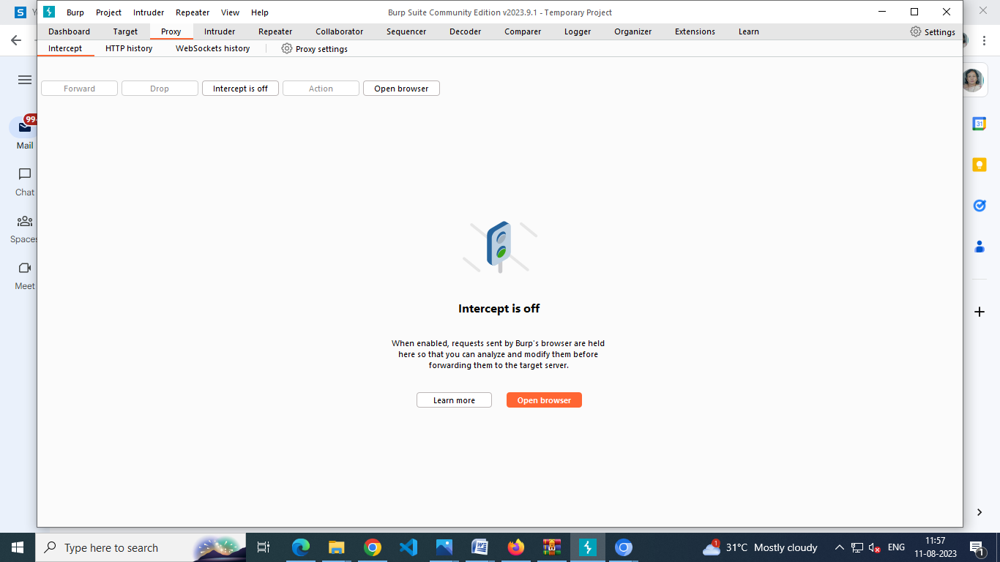 Burp Project Intruder Repeater View Help
Burp Suite Community Edition v2023.9.1 - Temporary Project
Dashboard Target Proxy Intruder Repeater Collaborator Sequencer Decoder Comparer Logger Organizer Extensions Learn
Settings
Intercept HTTP history WebSockets history Proxy settings
Forward Drop Intercept is off Action Open browser
99
Mail
Chat
Spaces
Meet
31
Intercept is off
When enabled, requests sent by Burp's browser are held
here so that you can analyze and modify them before
forwarding them to the target server.
Learn more Open browser
Type here to search
1
31°C Mostly cloudy
ENG
11:57
11-08-2023
1